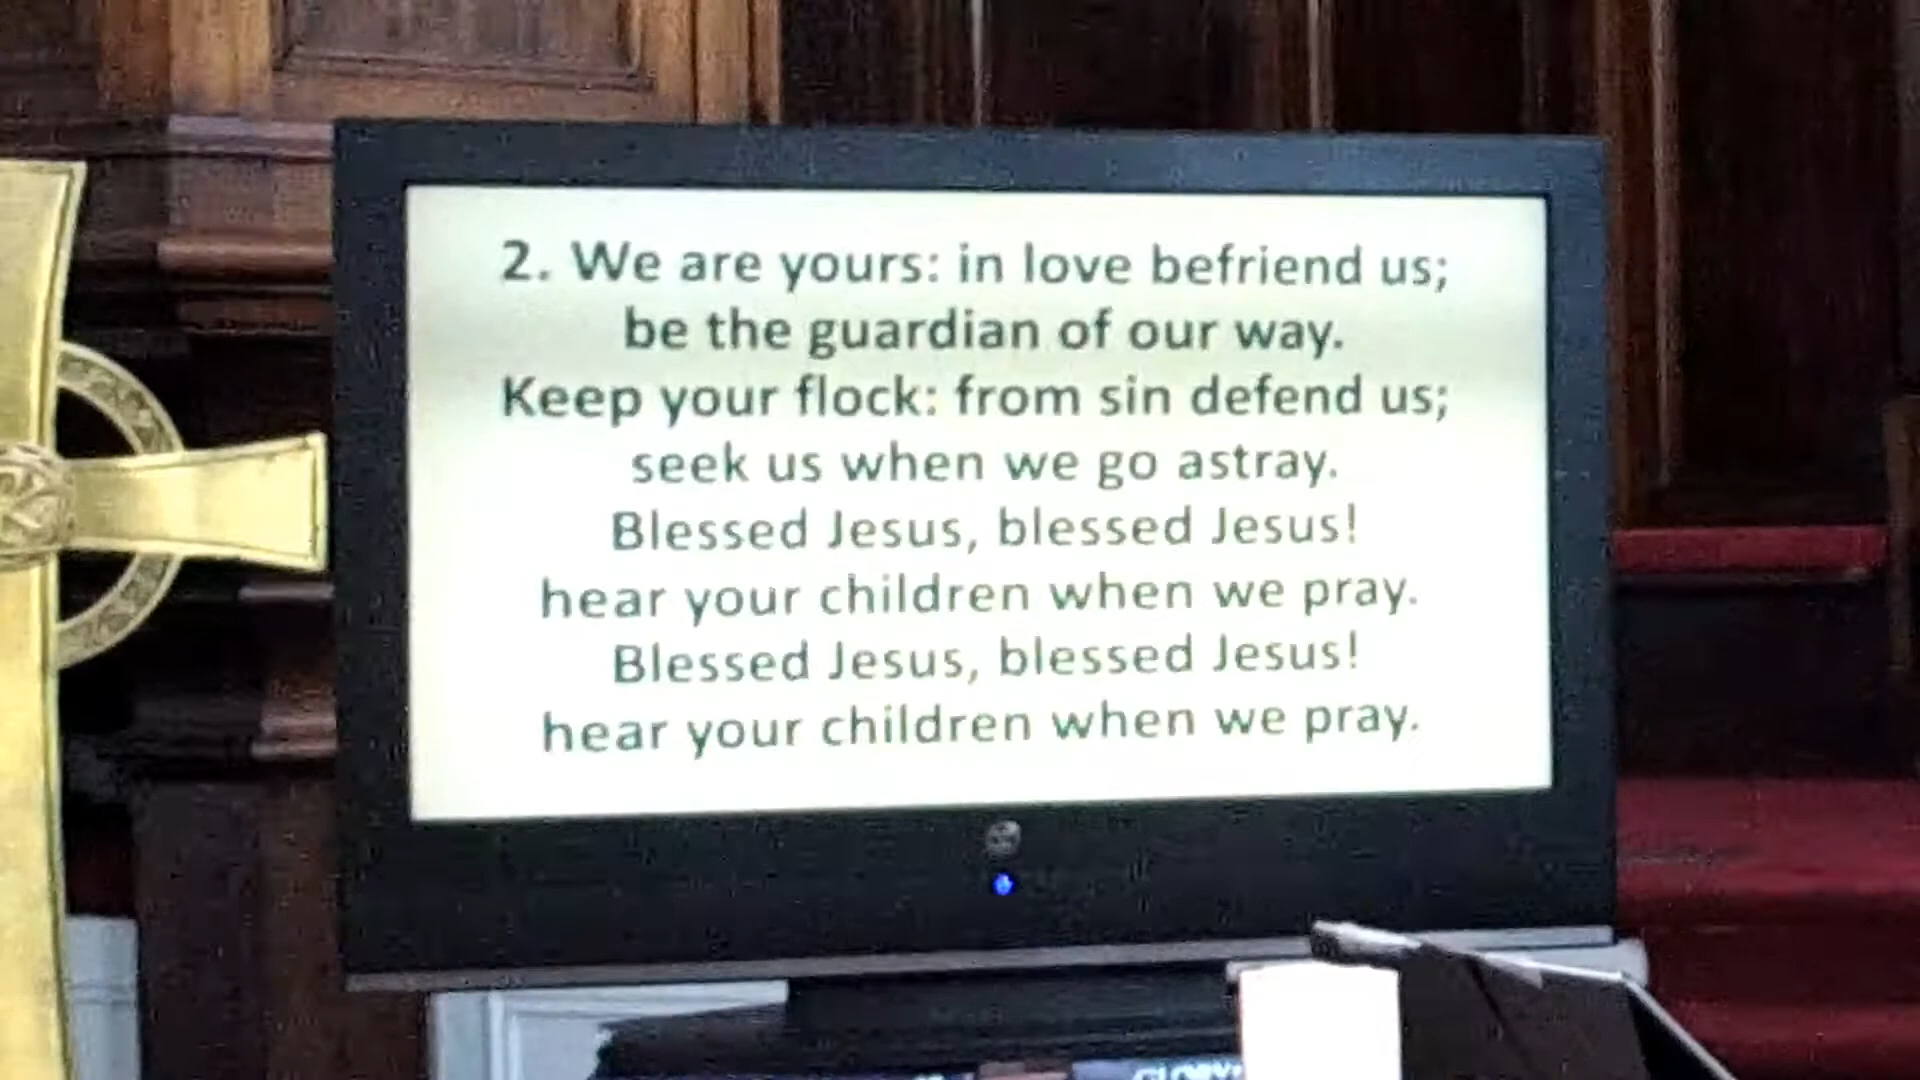 2. We are yours: in love befriend us;
be the guardian of our way.
Keep your flock: from sin defend us;
seek us when we go astray.
Blessed Jesus, blessed Jesus!
hear your children when we pray.
Blessed Jesus, blessed Jesus!
hear your children when we pray.